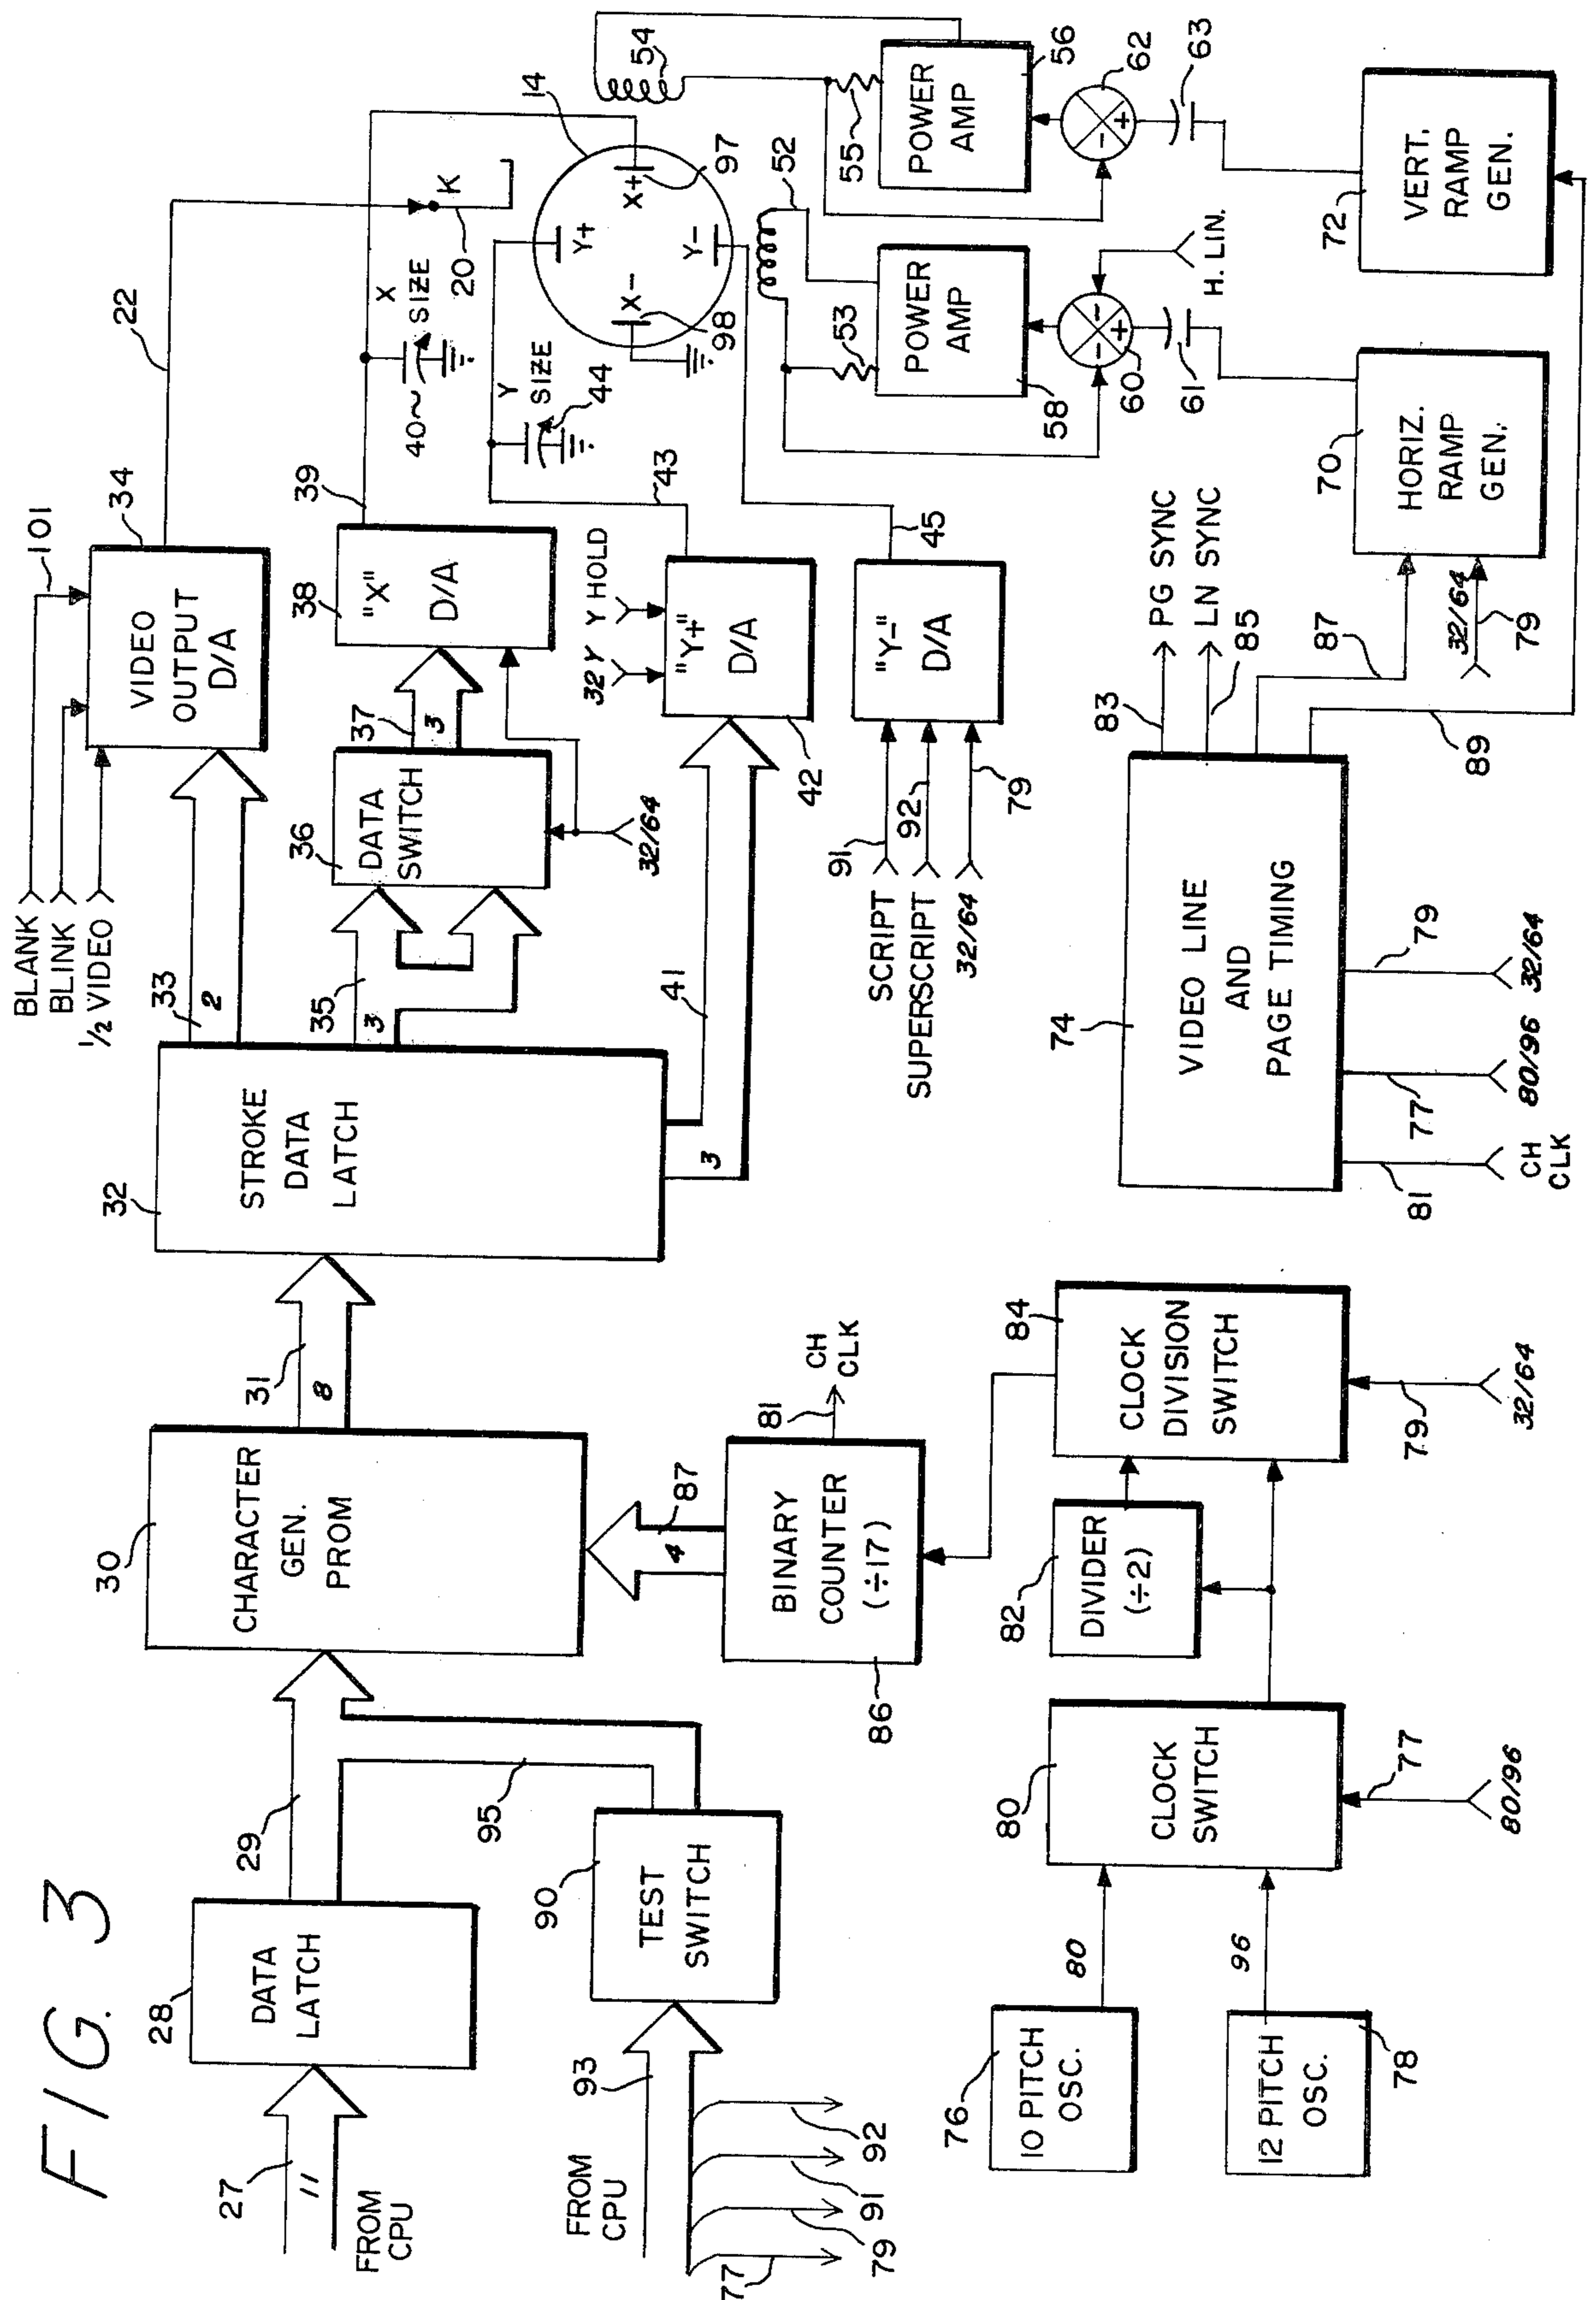 FIG. 3
27
11
FROM
CPU
28
DATA
LATCH
29
95
FROM
CPU
93
77
79
91
92
90
TEST
SWITCH
30
CHARACTER
GEN.
PROM
31
8
87
4
BINARY
COUNTER
(÷17)
86
81
CH
CLK
32
STROKE
DATA
LATCH
33
2
35
3
41
3
BLANK
BLINK
1/2 VIDEO
101
34
VIDEO
OUTPUT
D/A
22
36
DATA
SWITCH
37
3
32/64
38
"X"
D/A
39
40
X
SIZE
20
K
32Y
Y HOLD
"Y+"
D/A
42
43
Y
SIZE
44
14
Y+
X+
X-
Y-
97
98
SCRIPT
SUPERSCRIPT
32/64
91
92
79
"Y-"
D/A
45
52
53
54
55
POWER
AMP
58
POWER
AMP
56
60
61
62
63
+
-
-
+
-
H. LIN.
76
10 PITCH
OSC.
80
12 PITCH
OSC.
78
96
80
CLOCK
SWITCH
77
80/96
82
DIVIDER
(÷2)
84
CLOCK
DIVISION
SWITCH
79
32/64
74
VIDEO LINE
AND
PAGE TIMING
81
CH
CLK
77
80/96
79
32/64
83
PG SYNC
LN SYNC
85
87
89
32/64
79
70
HORIZ.
RAMP
GEN.
72
VERT.
RAMP
GEN.